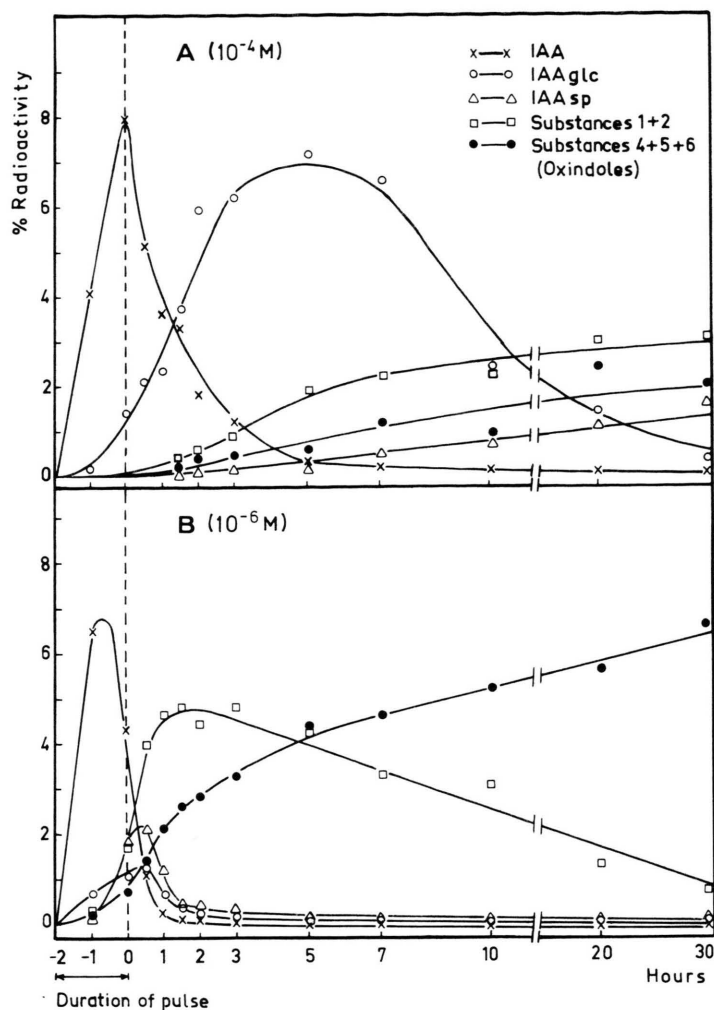 A (10⁻⁴M)
IAA
IAAglc
IAAsp
Substances 1+2
Substances 4+5+6
(Oxindoles)
% Radioactivity
8
6
4
2
0
B (10⁻⁶M)
8
6
4
2
0
-2 -1 0 1 2 3 5 7 10 20 30
Hours
Duration of pulse